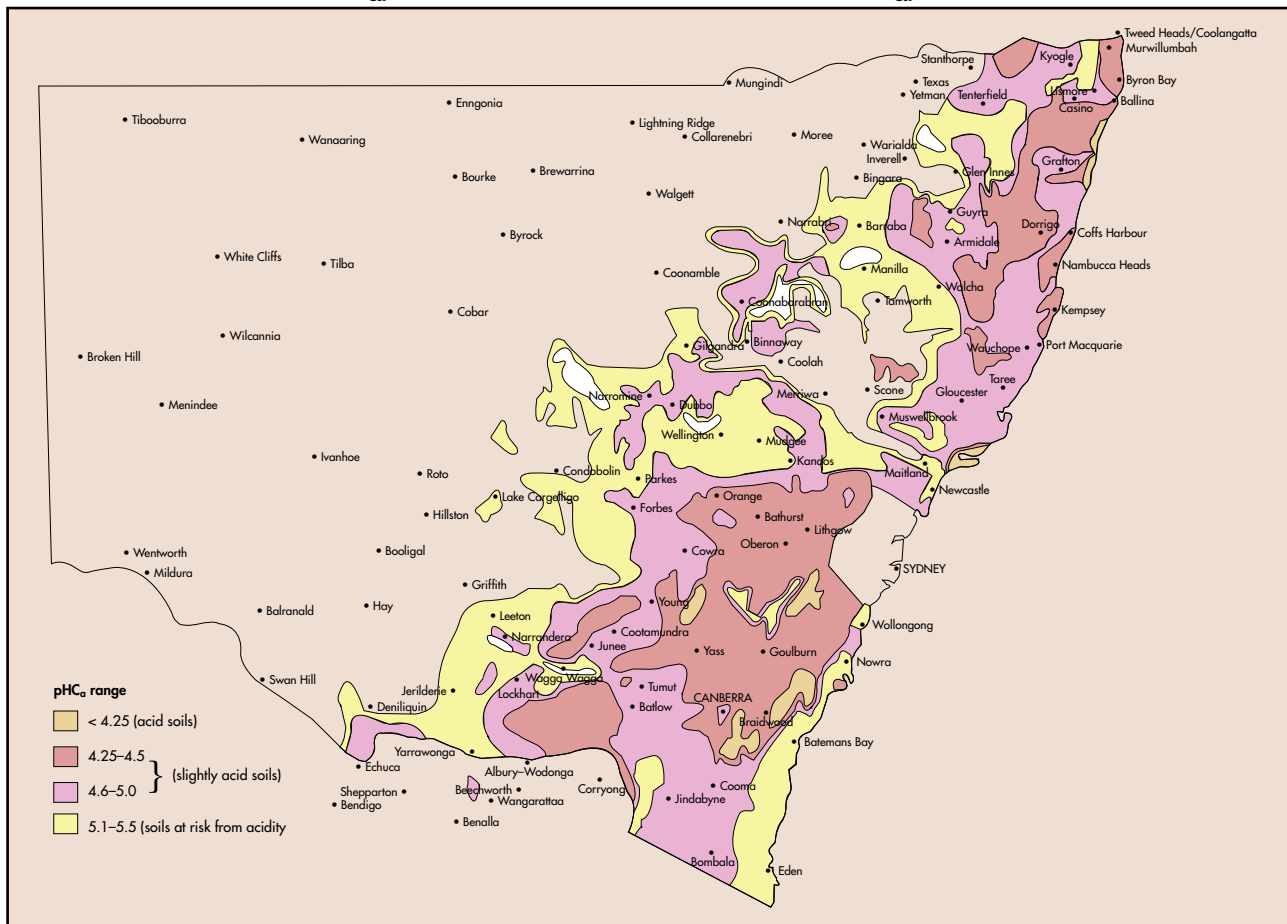 Tweed Heads/Coolangatta
Murwillumbah
Stanthorpe
Kyogle
Mungindi
Texas
Byron Bay
Yetman
Tenterfield
Lismore
Casino
Ballina
Enngonia
Tibooburra
Lightning Ridge
Collarenebri
Moree
Wanaaring
Warialda
Inverell
Grafton
Brewarrina
Bourke
Bingara
Glen Innes
Walgett
Guyra
Narrabri
Barraba
Dorrigo
Coffs Harbour
Byrock
Armidale
White Cliffs
Tilba
Coonamble
Manilla
Nambucca Heads
Walcha
Coonabarabran
Tamworth
Kempsey
Cobar
Wilcannia
Gilgandra
Binnaway
Wauchope
Port Macquarie
Broken Hill
Coolah
Taree
Menindee
Narromine
Dubbo
Merriwa
Scone
Gloucester
Muswellbrook
Wellington
Mudgee
Ivanhoe
Roto
Condobolin
Kandos
Maitland
Parkes
Newcastle
Lake Cargelligo
Orange
Hillston
Forbes
Bathurst
Lithgow
Oberon
Wentworth
Booligal
Cowra
Mildura
SYDNEY
Griffith
Balranald
Hay
Leeton
Young
Wollongong
Narrandera
Cootamundra
Junee
Yass
Goulburn
Nowra
Swan Hill
Wagga Wagga
Jerilderie
Lockhart
Tumut
Deniliquin
Batlow
CANBERRA
Braidwood
Batemans Bay
Yarrawonga
Echuca
Albury–Wodonga
Shepparton
Beechworth
Corryong
Cooma
Bendigo
Wangarattaa
Jindabyne
Benalla
Bombala
Eden
pHCa range
< 4.25 (acid soils)
4.25–4.5
(slightly acid soils)
4.6–5.0
5.1–5.5 (soils at risk from acidity